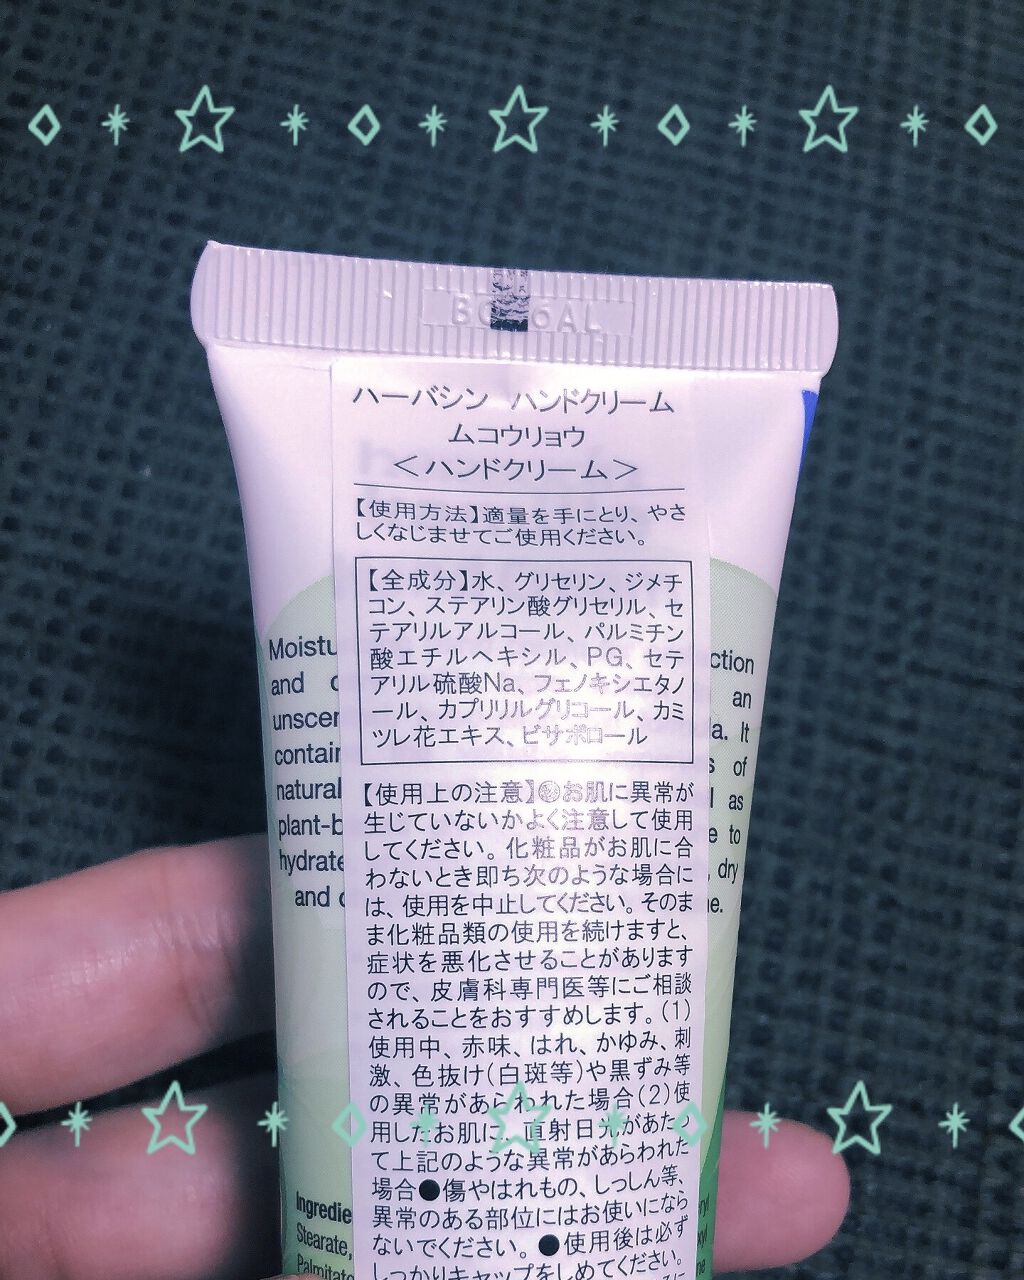 ハーバシン ハンドクリーム
ムコウリョウ
＜ハンドクリーム＞
【使用方法】適量を手にとり、やさ
しくなじませてご使用ください。
【全成分】水、グリセリン、ジメチ
コン、ステアリン酸グリセリル、セ
テアリルアルコール、パルミチン
酸エチルヘキシル、PG、セテ
アリル硫酸Na、フェノキシエタノ
ール、カプリリルグリコール、カミ
ツレ花エキス、ビサボロール
【使用上の注意】●お肌に異常が
生じていないかよく注意して使用
してください。化粧品がお肌に合
わないとき即ち次のような場合に
は、使用を中止してください。そのま
ま化粧品類の使用を続けますと、
症状を悪化させることがあります
ので、皮膚科専門医等にご相談
されることをおすすめします。(1)
使用中、赤味、はれ、かゆみ、刺
激、色抜け(白斑等)や黒ずみ等
の異常があらわれた場合(2)使
用したお肌に、直射日光があたっ
て上記のような異常があらわれた
場合●傷やはれもの、しっしん等、
異常のある部位にはお使いになら
ないでください。●使用後は必ず
しっかりキャップをしめてください。
and
unscen
contain
natural
plant-b
hydrate
and
ction
an
It
of
as
to
dry
Ingredie
Stearate,
Palmitate